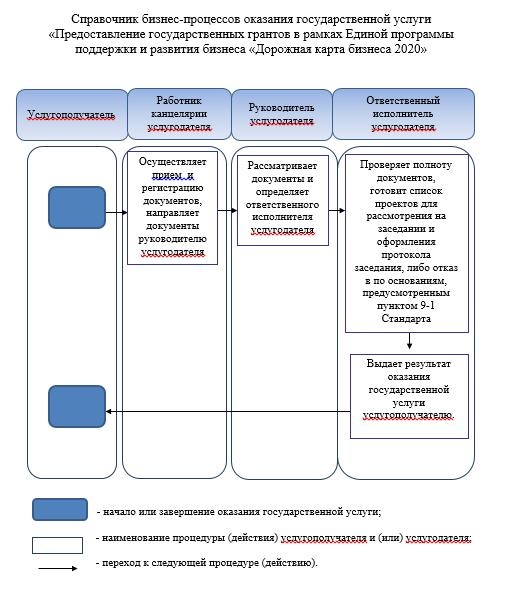 Справочник бизнес-процессов оказания государственной услуги
«Предоставление государственных грантов в рамках Единой программы
поддержки и развития бизнеса «Дорожная карта бизнеса 2020»
Услугополучатель
Работник
канцелярии
услугодателя
Руководитель
услугодателя
Ответственный
исполнитель
услугодателя
Осуществляет
прием и
регистрацию
документов,
направляет
документы
руководителю
услугодателя
Рассматривает
документы и
определяет
ответственного
исполнителя
услугодателя
Проверяет полноту
документов,
готовит список
проектов для
рассмотрения на
заседании и
оформления
протокола
заседания, либо отказ
в по основаниям,
предусмотренным
пунктом 9-1
Стандарта
Выдает результат
оказания
государственной
услуги
услугополучателю.
- начало или завершение оказания государственной услуги;
- наименование процедуры (действия) услугополучателя и (или) услугодателя;
- переход к следующей процедуре (действию).